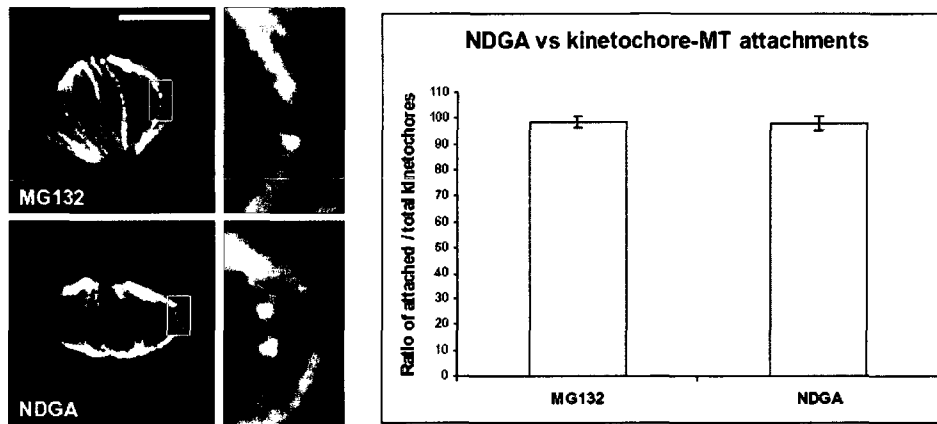 MG132
NDGA
NDGA vs kinetochore-MT attachments
Ratio of attached / total kinetochores
110
100
90
80
70
60
50
40
30
20
10
0
MG132
NDGA